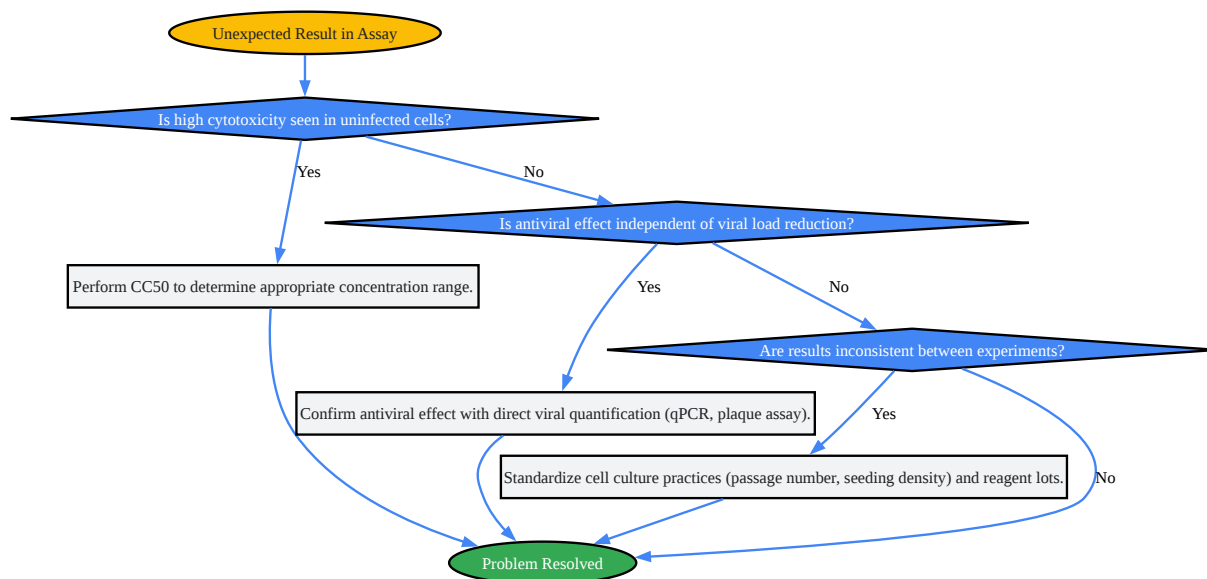 Unexpected Result in Assay
Is high cytotoxicity seen in uninfected cells?
Yes
No
Is antiviral effect independent of viral load reduction?
Perform CC50 to determine appropriate concentration range.
Yes
No
Are results inconsistent between experiments?
Confirm antiviral effect with direct viral quantification (qPCR, plaque assay).
Yes
Standardize cell culture practices (passage number, seeding density) and reagent lots.
No
Problem Resolved